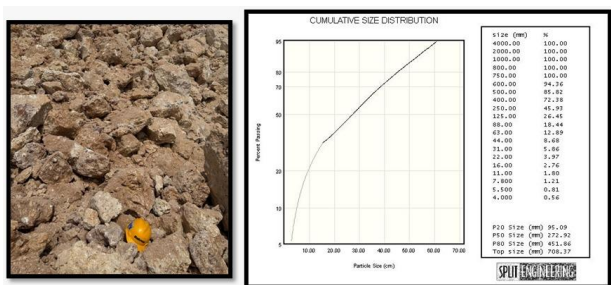 CUMULATIVE SIZE DISTRIBUTION
Percent Passing
95
80
70
50
20
10
5
10.00 20.00 30.00 40.00 50.00 60.00 70.00
Particle Size (cm)
size (mm) %
4000.00 100.00
2000.00 100.00
1000.00 100.00
800.00 100.00
750.00 100.00
600.00 94.36
500.00 85.82
400.00 72.38
250.00 45.93
125.00 26.45
88.00 18.44
63.00 12.89
44.00 8.68
31.00 5.86
22.00 3.97
16.00 2.76
11.00 1.80
7.800 1.21
5.500 0.81
4.000 0.56
P20 Size (mm) 95.09
P50 Size (mm) 272.92
P80 Size (mm) 451.86
Top size (mm) 708.37
SPLIT ENGINEERING